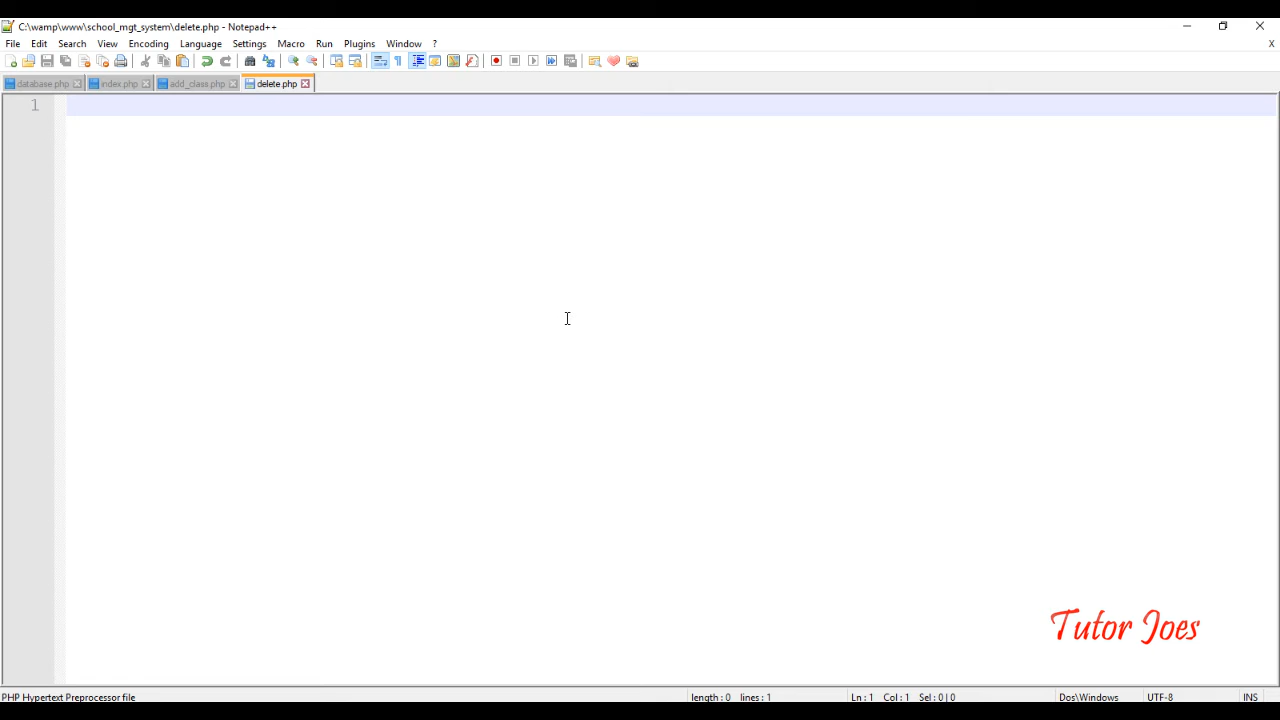 C:\wamp\www\school_mgt_system\delete.php - Notepad++
File Edit Search View Encoding Language Settings Macro Run Plugins Window ? X
database.php index.php add_class.php delete.php
1
Tutor Joes
PHP Hypertext Preprocessor file length : 0 lines : 1 Ln : 1 Col : 1 Sel : 0 | 0 Dos\Windows UTF-8 INS